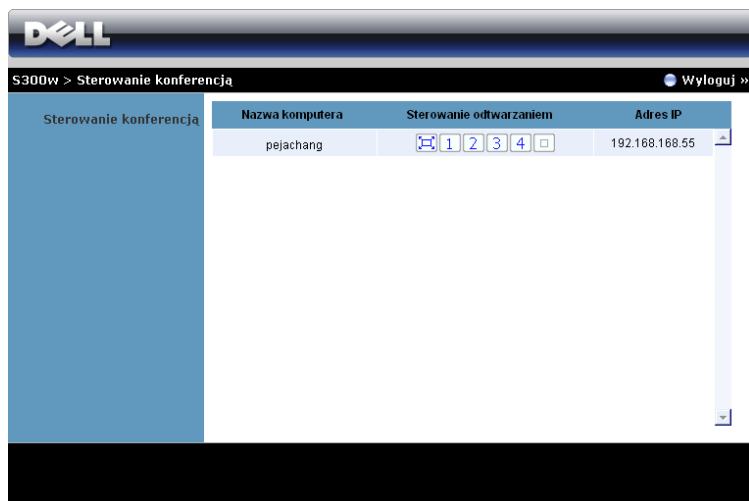 DELL
S300w > Sterowanie konferencją
Wyloguj »
Sterowanie konferencją
Nazwa komputera Sterowanie odtwarzaniem Adres IP
pejachang 1 2 3 4 192.168.168.55